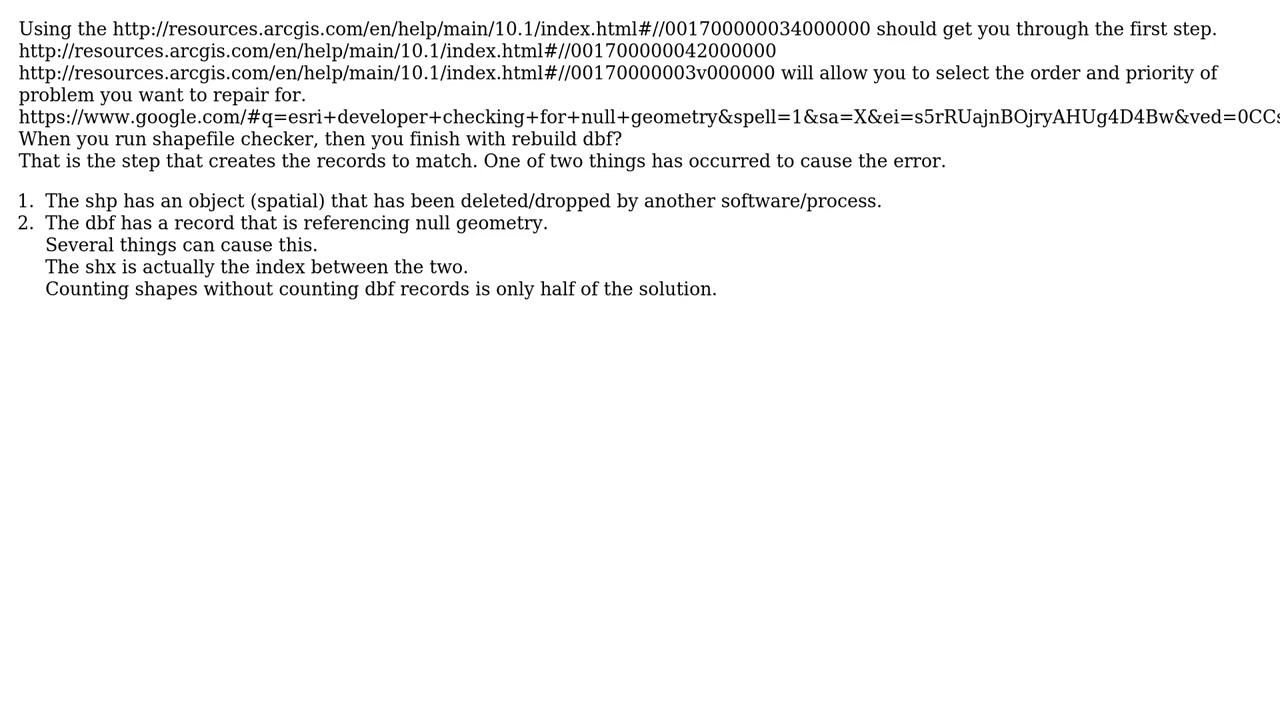 Using the http://resources.arcgis.com/en/help/main/10.1/index.html#//001700000034000000 should get you through the first step.
http://resources.arcgis.com/en/help/main/10.1/index.html#//001700000042000000
http://resources.arcgis.com/en/help/main/10.1/index.html#//00170000003v000000 will allow you to select the order and priority of
problem you want to repair for.
https://www.google.com/#q=esri+developer+checking+for+null+geometry&spell=1&sa=X&ei=s5rRUajnBOjryAHUg4D4Bw&ved=0CCs
When you run shapefile checker, then you finish with rebuild dbf?
That is the step that creates the records to match. One of two things has occurred to cause the error.
1. The shp has an object (spatial) that has been deleted/dropped by another software/process.
2. The dbf has a record that is referencing null geometry.
Several things can cause this.
The shx is actually the index between the two.
Counting shapes without counting dbf records is only half of the solution.